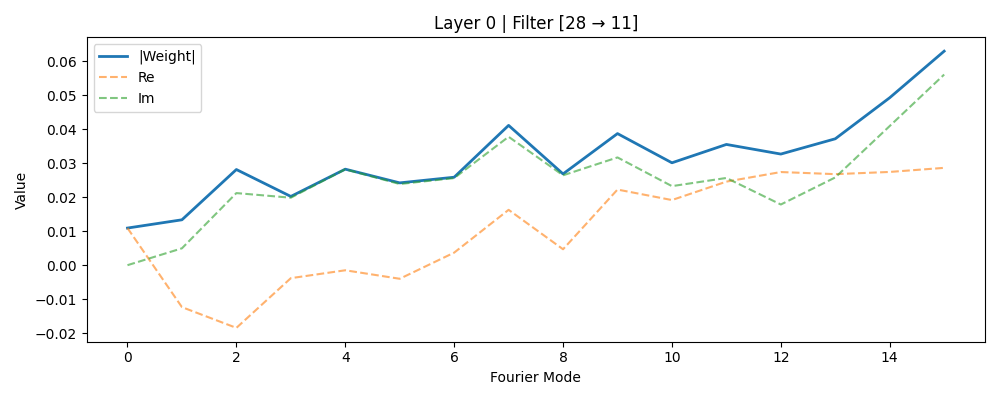 Layer 0 | Filter [28 → 11]
|Weight|
Re
Im
0.06
0.05
0.04
0.03
0.02
0.01
0.00
−0.01
−0.02
Value
0 2 4 6 8 10 12 14
Fourier Mode